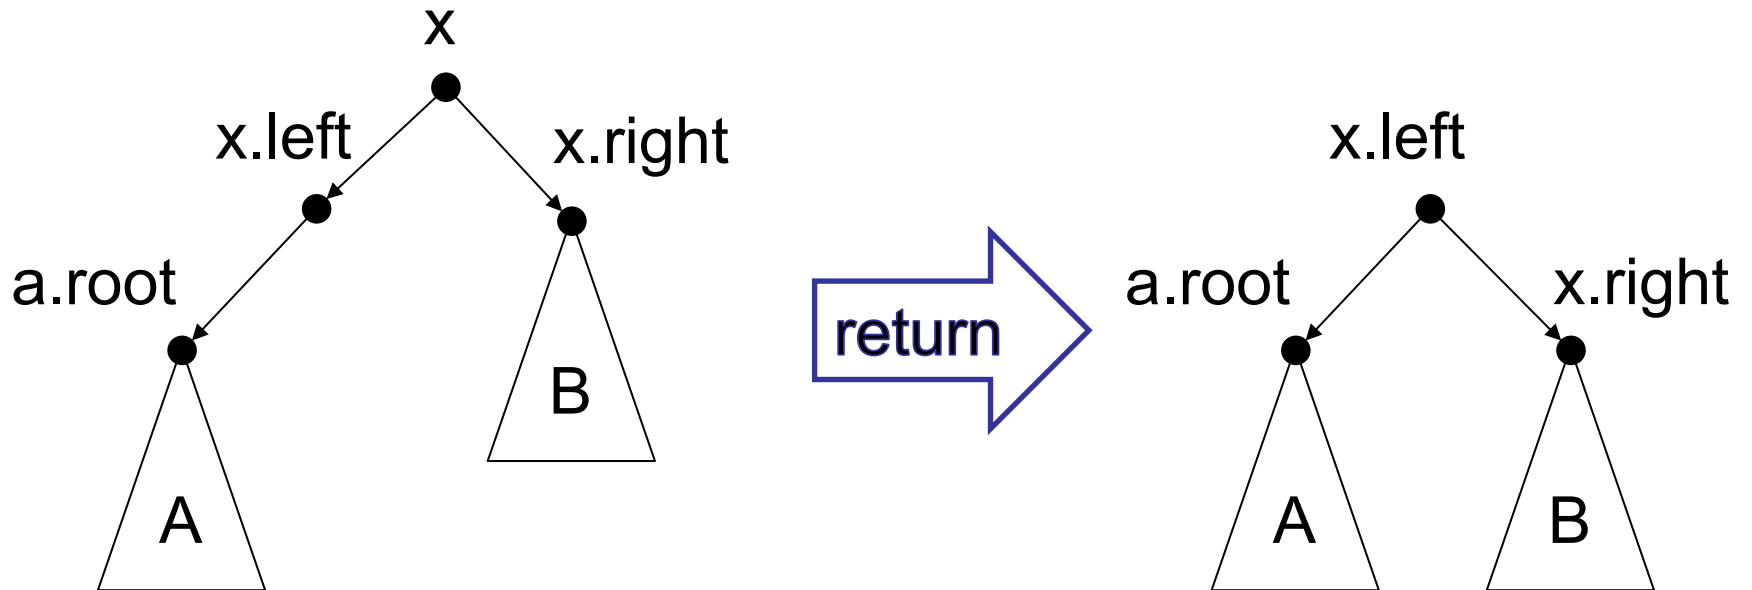 x
x.left
x.right
a.root
B
A
return
x.left
a.root
x.right
A
B